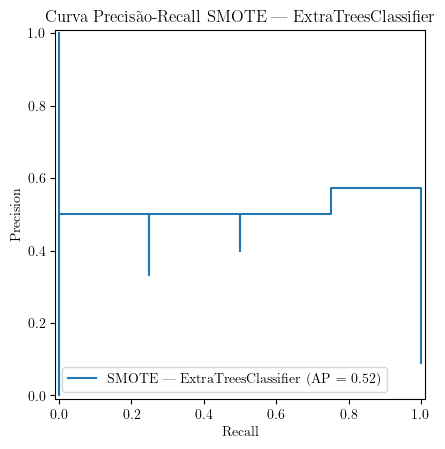 Curva Precisão-Recall SMOTE — ExtraTreesClassifier
1.0
0.8
0.6
0.4
0.2
0.0
Precision
SMOTE — ExtraTreesClassifier (AP = 0.52)
0.0 0.2 0.4 0.6 0.8 1.0
Recall